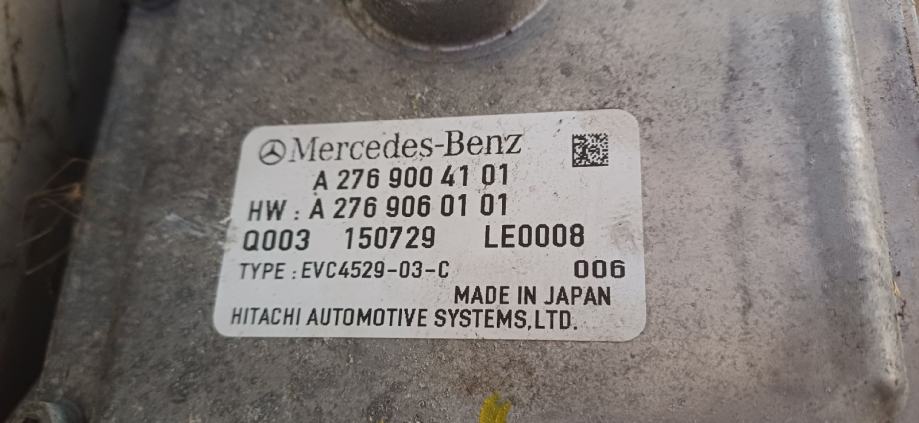 Mercedes-Benz
A 276 900 41 01
HW : A 276 906 01 01
Q003 150729 LE0008
TYPE : EVC4529-03-C 006
MADE IN JAPAN
HITACHI AUTOMOTIVE SYSTEMS,LTD.